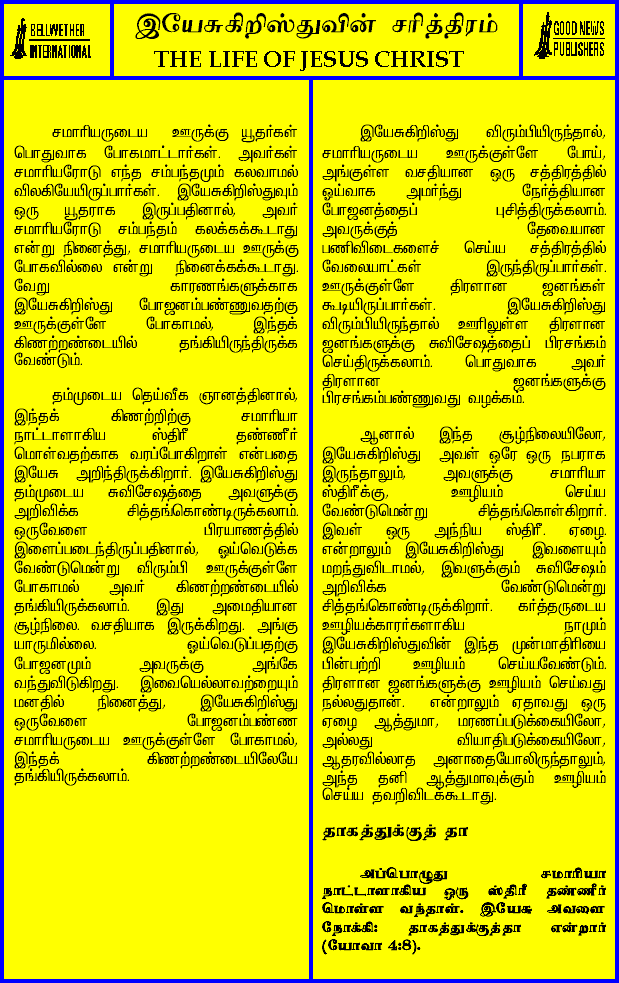 BELLWETHER
INTERNATIONAL
இயேசுகிறிஸ்துவின் சரித்திரம்
THE LIFE OF JESUS CHRIST
GOOD NEWS
PUBLISHERS
சமாரியருடைய ஊருக்கு யூதர்கள்
பொதுவாக போகமாட்டார்கள். அவர்கள்
சமாரியரோடு எந்த சம்பந்தமும் கலவாமல்
விலகியேயிருப்பார்கள். இயேசுகிறிஸ்துவும்
ஒரு யூதராக இருப்பதினால், அவர்
சமாரியரோடு சம்பந்தம் கலக்கக்கூடாது
என்று நினைத்து, சமாரியருடைய ஊருக்கு
போகவில்லை என்று நினைக்கக்கூடாது.
வேறு காரணங்களுக்காக
இயேசுகிறிஸ்து போஜனம்பண்ணுவதற்கு
ஊருக்குள்ளே போகாமல், இந்தக்
கிணற்றண்டையில் தங்கியிருந்திருக்க
வேண்டும்.
தம்முடைய தெய்வீக ஞானத்தினால்,
இந்தக் கிணற்றிற்கு சமாரியா
நாட்டாளாகிய ஸ்திரீ தண்ணீர்
மொள்வதற்காக வரப்போகிறாள் என்பதை
இயேசு அறிந்திருக்கிறார். இயேசுகிறிஸ்து
தம்முடைய சுவிசேஷத்தை அவளுக்கு
அறிவிக்க சித்தங்கொண்டிருக்கலாம்.
ஒருவேளை பிரயாணத்தில்
இளைப்படைந்திருப்பதினால், ஓய்வெடுக்க
வேண்டுமென்று விரும்பி ஊருக்குள்ளே
போகாமல் அவர் கிணற்றண்டையில்
தங்கியிருக்கலாம். இது அமைதியான
சூழ்நிலை. வசதியாக இருக்கிறது. அங்கு
யாருமில்லை. ஓய்வெடுப்பதற்கு
போஜனமும் அவருக்கு அங்கே
வந்துவிடுகிறது. இவையெல்லாவற்றையும்
மனதில் நினைத்து, இயேசுகிறிஸ்து
ஒருவேளை போஜனம்பண்ண
சமாரியருடைய ஊருக்குள்ளே போகாமல்,
இந்தக் கிணற்றண்டையிலேயே
தங்கியிருக்கலாம்.
இயேசுகிறிஸ்து விரும்பியிருந்தால்,
சமாரியருடைய ஊருக்குள்ளே போய்,
அங்குள்ள வசதியான ஒரு சத்திரத்தில்
ஓய்வாக அமர்ந்து நேர்த்தியான
போஜனத்தைப் புசித்திருக்கலாம்.
அவருக்குத் தேவையான
பணிவிடைகளைச் செய்ய சத்திரத்தில்
வேலையாட்கள் இருந்திருப்பார்கள்.
ஊருக்குள்ளே திரளான ஜனங்கள்
கூடியிருப்பார்கள். இயேசுகிறிஸ்து
விரும்பியிருந்தால் ஊரிலுள்ள திரளான
ஜனங்களுக்கு சுவிசேஷத்தைப் பிரசங்கம்
செய்திருக்கலாம். பொதுவாக அவர்
திரளான ஜனங்களுக்கு
பிரசங்கம்பண்ணுவது வழக்கம்.
ஆனால் இந்த சூழ்நிலையிலோ,
இயேசுகிறிஸ்து அவள் ஒரே ஒரு நபராக
இருந்தாலும், அவளுக்கு சமாரியா
ஸ்திரீக்கு, ஊழியம் செய்ய
வேண்டுமென்று சித்தங்கொள்கிறார்.
இவள் ஒரு அந்நிய ஸ்திரீ. ஏழை.
என்றாலும் இயேசுகிறிஸ்து இவளையும்
மறந்துவிடாமல், இவளுக்கும் சுவிசேஷம்
அறிவிக்க வேண்டுமென்று
சித்தங்கொண்டிருக்கிறார். கர்த்தருடைய
ஊழியக்காரர்களாகிய நாமும்
இயேசுகிறிஸ்துவின் இந்த முன்மாதிரியை
பின்பற்றி ஊழியம் செய்யவேண்டும்.
திரளான ஜனங்களுக்கு ஊழியம் செய்வது
நல்லதுதான். என்றாலும் ஏதாவது ஒரு
ஏழை ஆத்துமா, மரணப்படுக்கையிலோ,
அல்லது வியாதிபடுக்கையிலோ,
ஆதரவில்லாத அனாதையோலிருந்தாலும்,
அந்த தனி ஆத்துமாவுக்கும் ஊழியம்
செய்ய தவறிவிடக்கூடாது.
தாகத்துக்குத் தா
அப்பொழுது சமாரியா
நாட்டாளாகிய ஒரு ஸ்திரீ தண்ணீர்
மொள்ள வந்தாள். இயேசு அவளை
நோக்கி: தாகத்துக்குத்தா என்றார்
(யோவா 4:8).